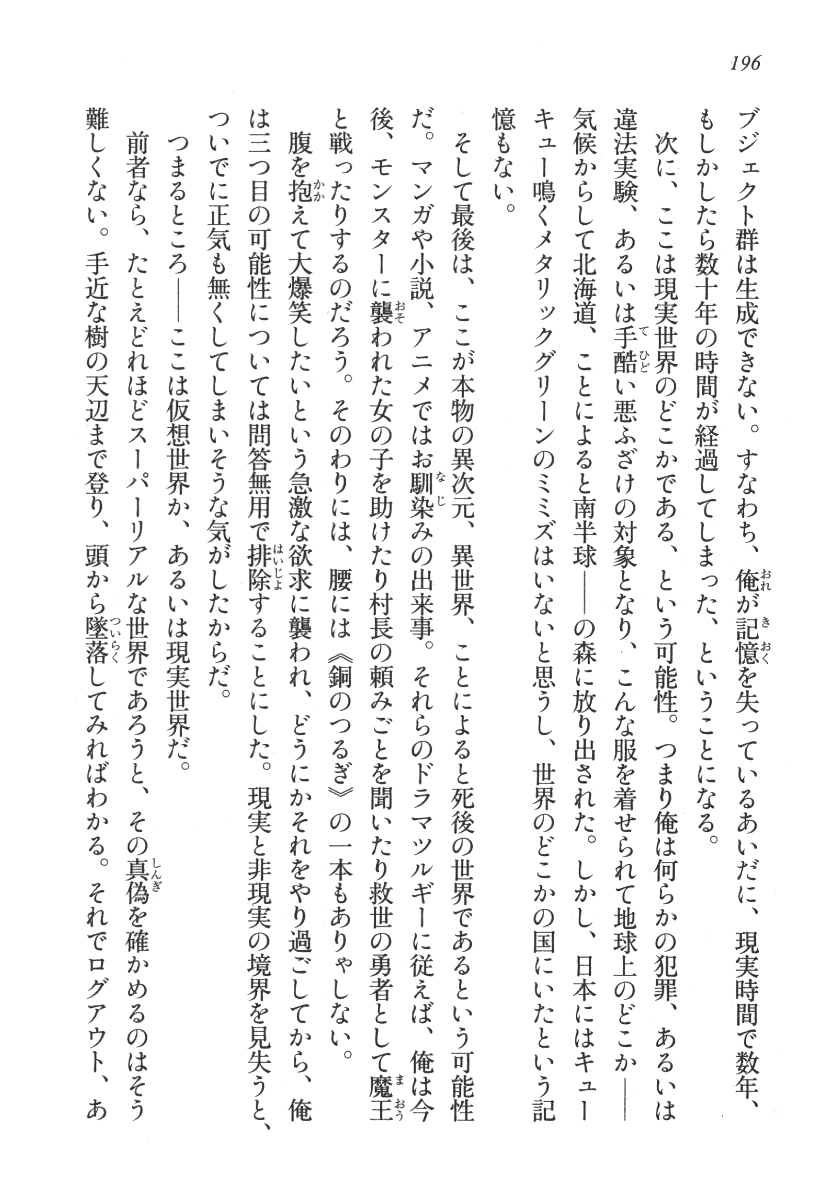 196
ブジェクト群は生成できない。すなわち、俺が記憶を失っているあいだに、現実時間で数年、
もしかしたら数十年の時間が経過してしまった、ということになる。
次に、ここは現実世界のどこかである、という可能性。つまり俺は何らかの犯罪、あるいは
違法実験、あるいは手酷い悪ふざけの対象となり、こんな服を着せられて地球上のどこか――
気候からして北海道、ことによると南半球――の森に放り出された。しかし、日本にはキュー
キュー鳴くメタリックグリーンのミミズはいないと思うし、世界のどこかの国にいたという記
憶もない。
そして最後は、ここが本物の異次元、異世界、ことによると死後の世界であるという可能性
だ。マンガや小説、アニメではお馴染みの出来事。それらのドラマツルギーに従えば、俺は今
後、モンスターに襲われた女の子を助けたり村長の頼みごとを聞いたり救世の勇者として魔王
と戦ったりするのだろう。そのわりには、腰には《銅のつるぎ》の一本もありゃしない。
腹を抱えて大爆笑したいという急激な欲求に襲われ、どうにかそれをやり過ごしてから、俺
は三つ目の可能性については問答無用で排除することにした。現実と非現実の境界を見失うと、
ついでに正気も無くしてしまいそうな気がしたからだ。
つまるところ――ここは仮想世界か、あるいは現実世界だ。
前者なら、たとえどれほどスーパーリアルな世界であろうと、その真偽を確かめるのはそう
難しくない。手近な樹の天辺まで登り、頭から墜落してみればわかる。それでログアウト、あ